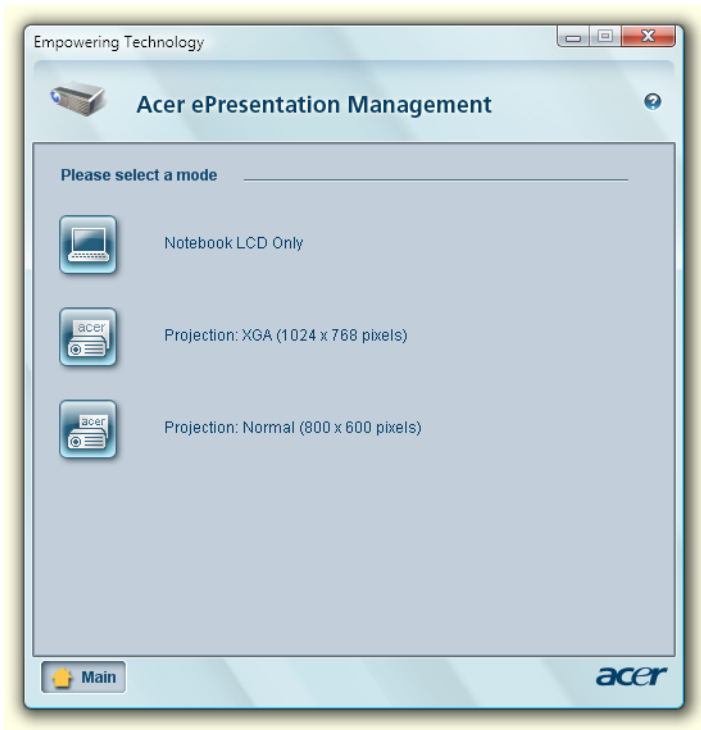 Empowering Technology
Acer ePresentation Management
Please select a mode
Notebook LCD Only
acer
Projection: XGA (1024 x 768 pixels)
acer
Projection: Normal (800 x 600 pixels)
Main
acer